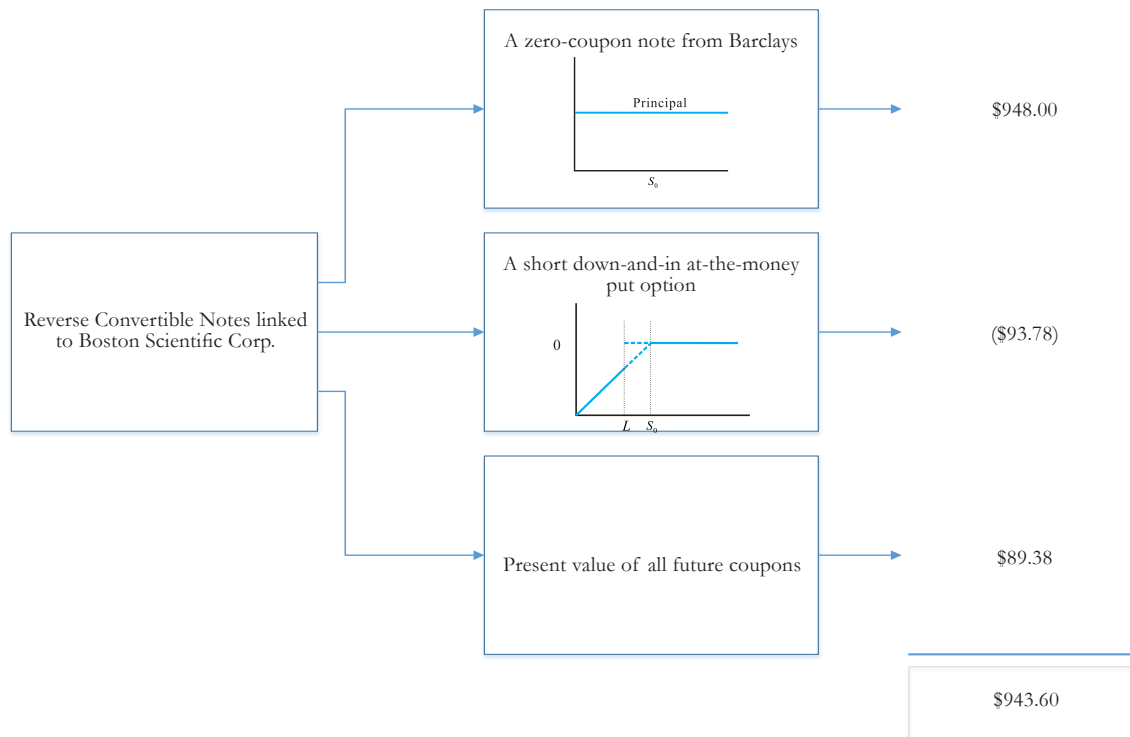 A zero-coupon note from Barclays
Principal
S₀
$948.00
Reverse Convertible Notes linked
to Boston Scientific Corp.
A short down-and-in at-the-money
put option
0
L S₀
($93.78)
Present value of all future coupons
$89.38
$943.60